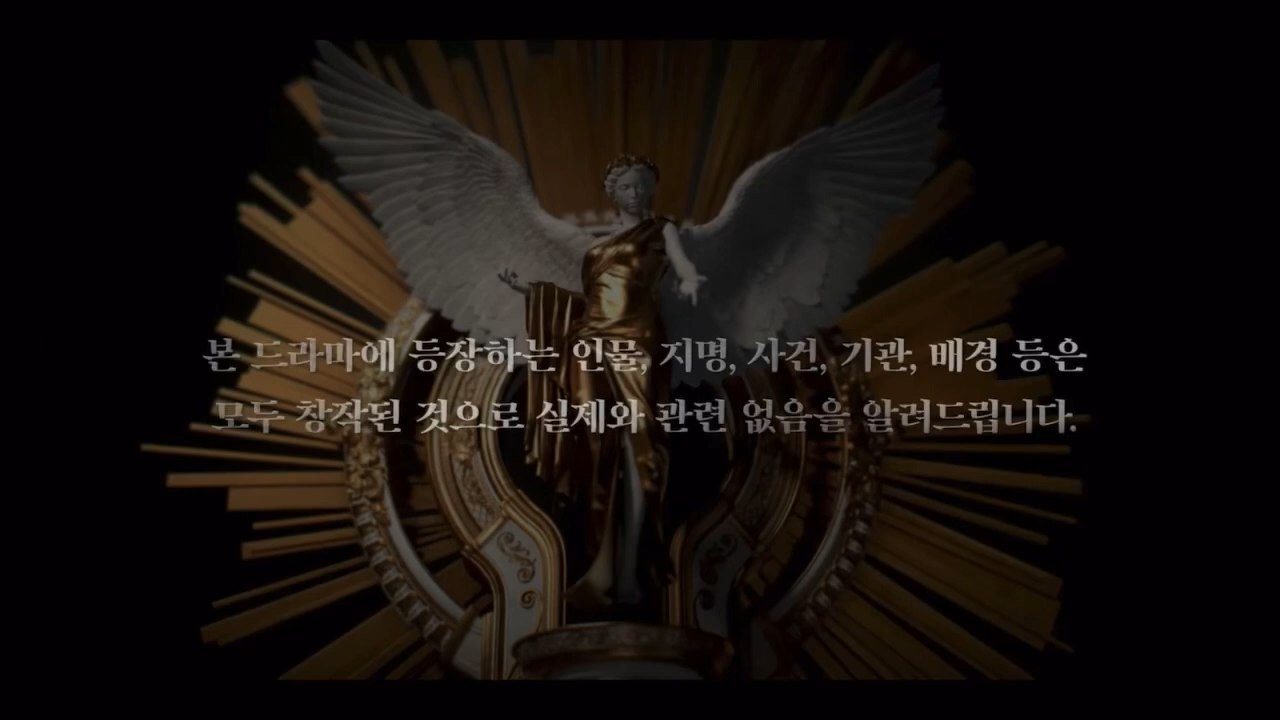 본 드라마에 등장하는 인물, 지명, 사건, 기관, 배경 등은
모두 창작된 것으로 실제와 관련 없음을 알려드립니다.